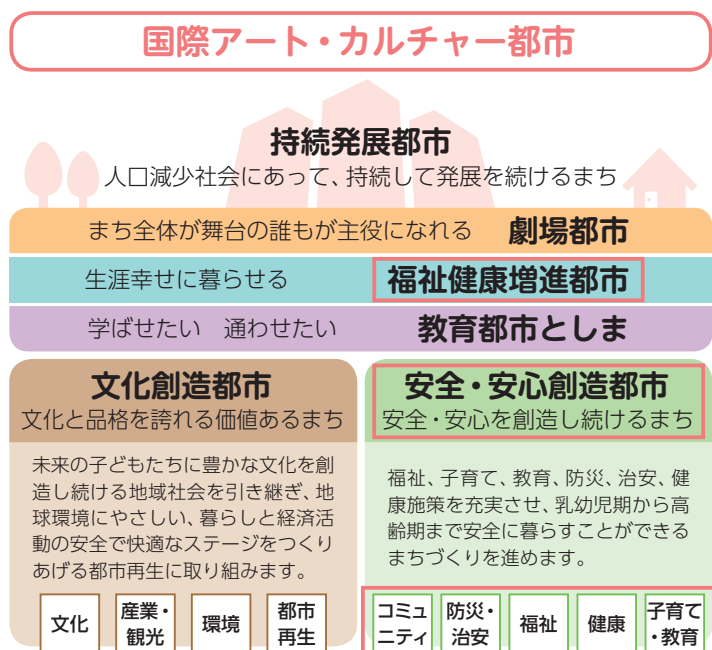 国際アート・カルチャー都市
持続発展都市
人口減少社会にあって、持続して発展を続けるまち
まち全体が舞台の誰もが主役になれる 劇場都市
生涯幸せに暮らせる 福祉健康増進都市
学ばせたい 通わせたい 教育都市としま
文化創造都市
文化と品格を誇れる価値あるまち
未来の子どもたちに豊かな文化を創
造し続ける地域社会を引き継ぎ、地
球環境にやさしい、暮らしと経済活
動の安全で快適なステージをつくり
あげる都市再生に取り組みます。
文化
産業・
観光
環境
都市
再生
安全・安心創造都市
安全・安心を創造し続けるまち
福祉、子育て、教育、防災、治安、健
康施策を充実させ、乳幼児期から高
齢期まで安全に暮らすことができる
まちづくりを進めます。
コミュ
ニティ
防災・
治安
福祉
健康
子育て
・教育